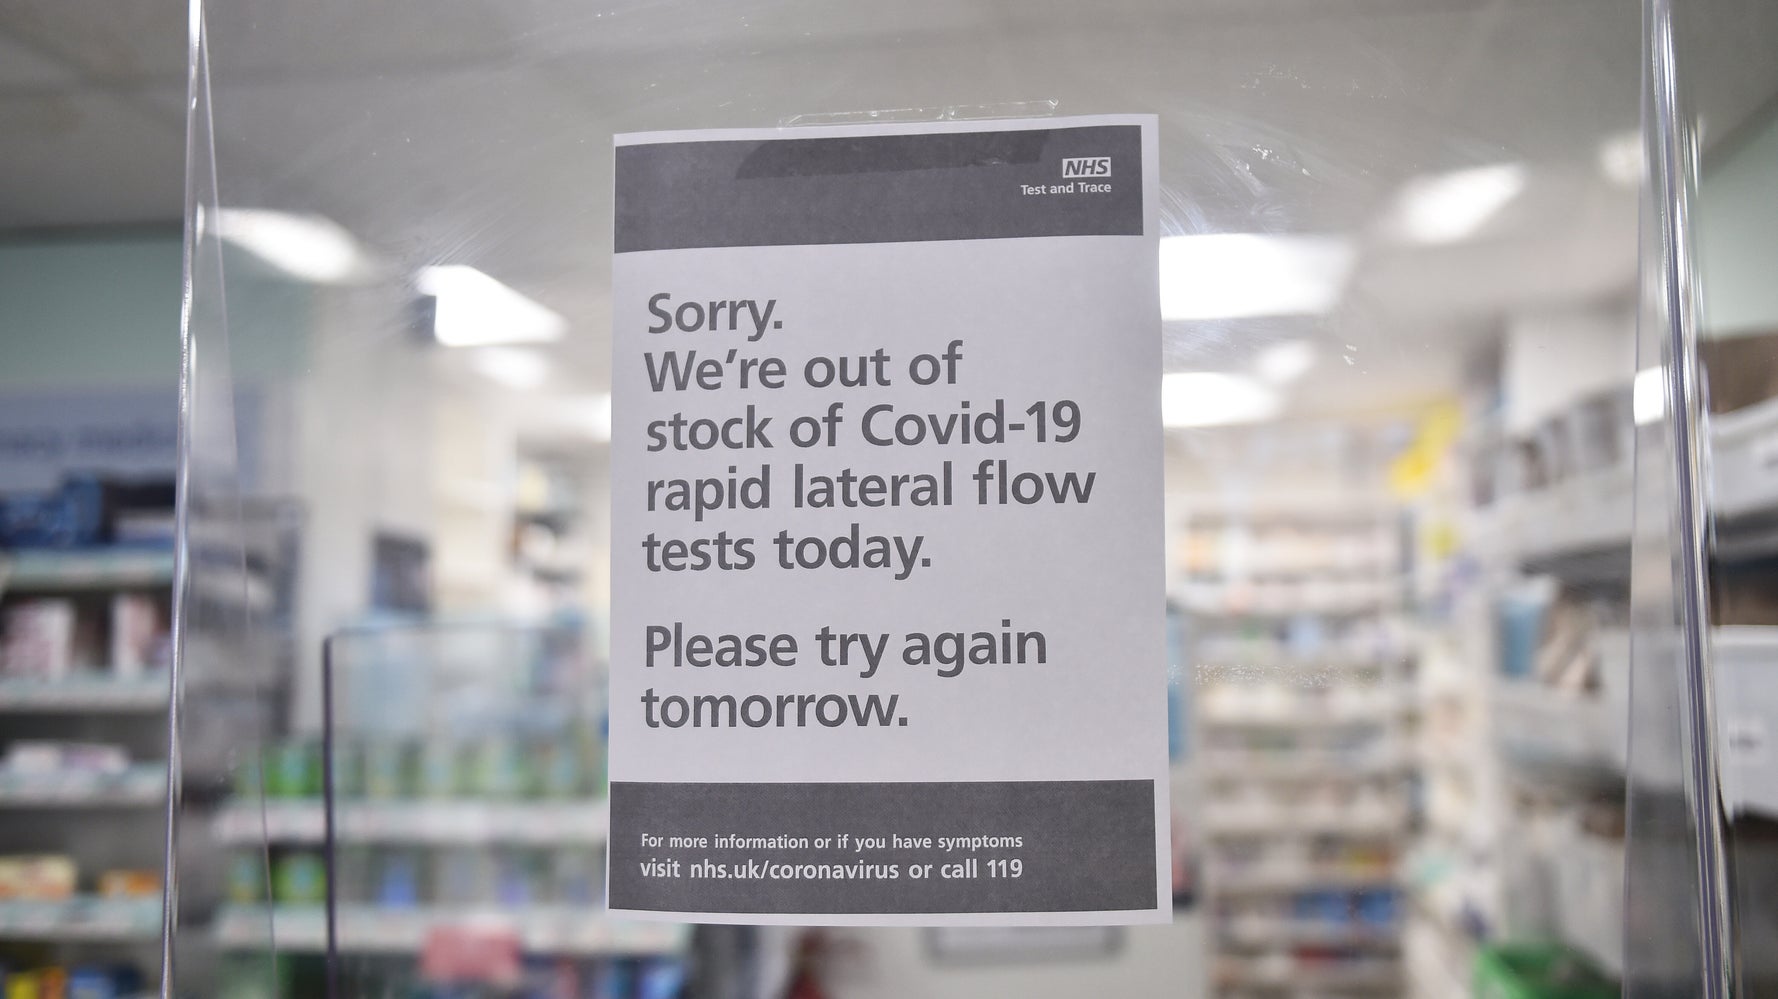 NHS
Test and Trace
Sorry.
We're out of
stock of Covid-19
rapid lateral flow
tests today.
Please try again
tomorrow.
For more information or if you have symptoms
visit nhs.uk/coronavirus or call 119